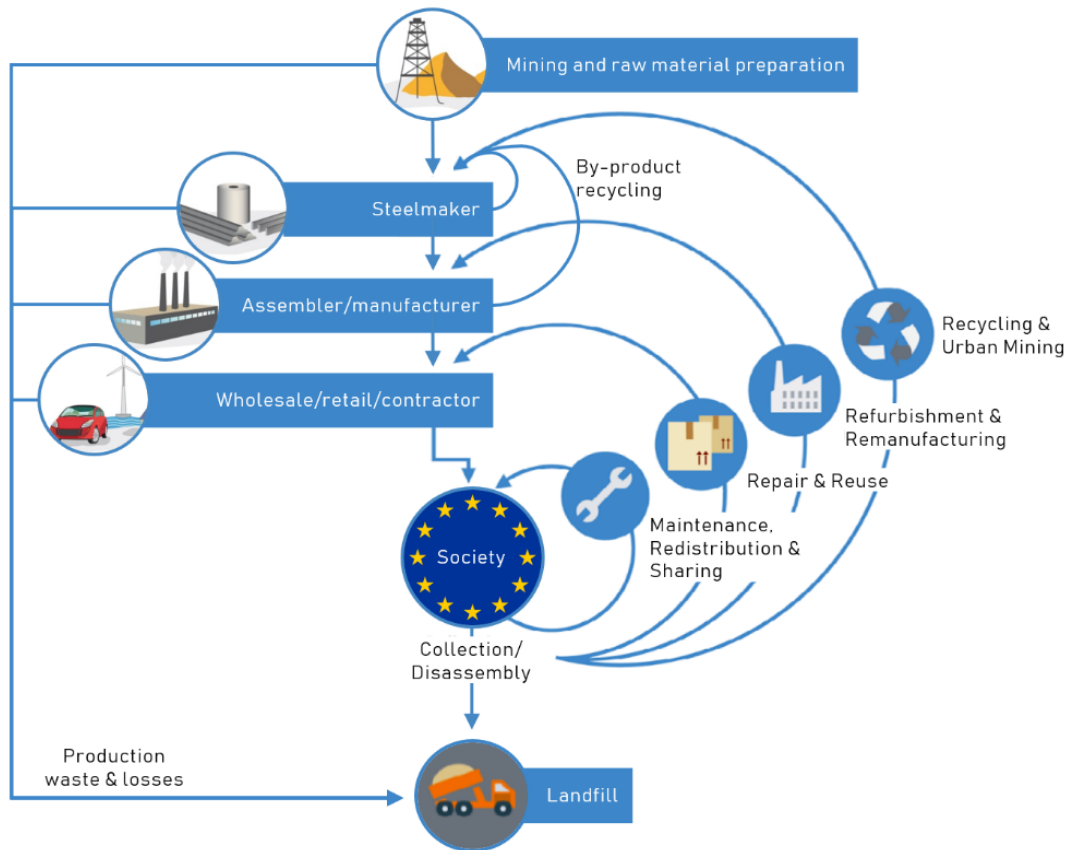 Mining and raw material preparation
By-product
recycling
Steelmaker
Assembler/manufacturer
Recycling &
Urban Mining
Wholesale/retail/contractor
Refurbishment &
Remanufacturing
Repair & Reuse
Maintenance,
Redistribution &
Sharing
Society
Collection/
Disassembly
Production
waste & losses
Landfill